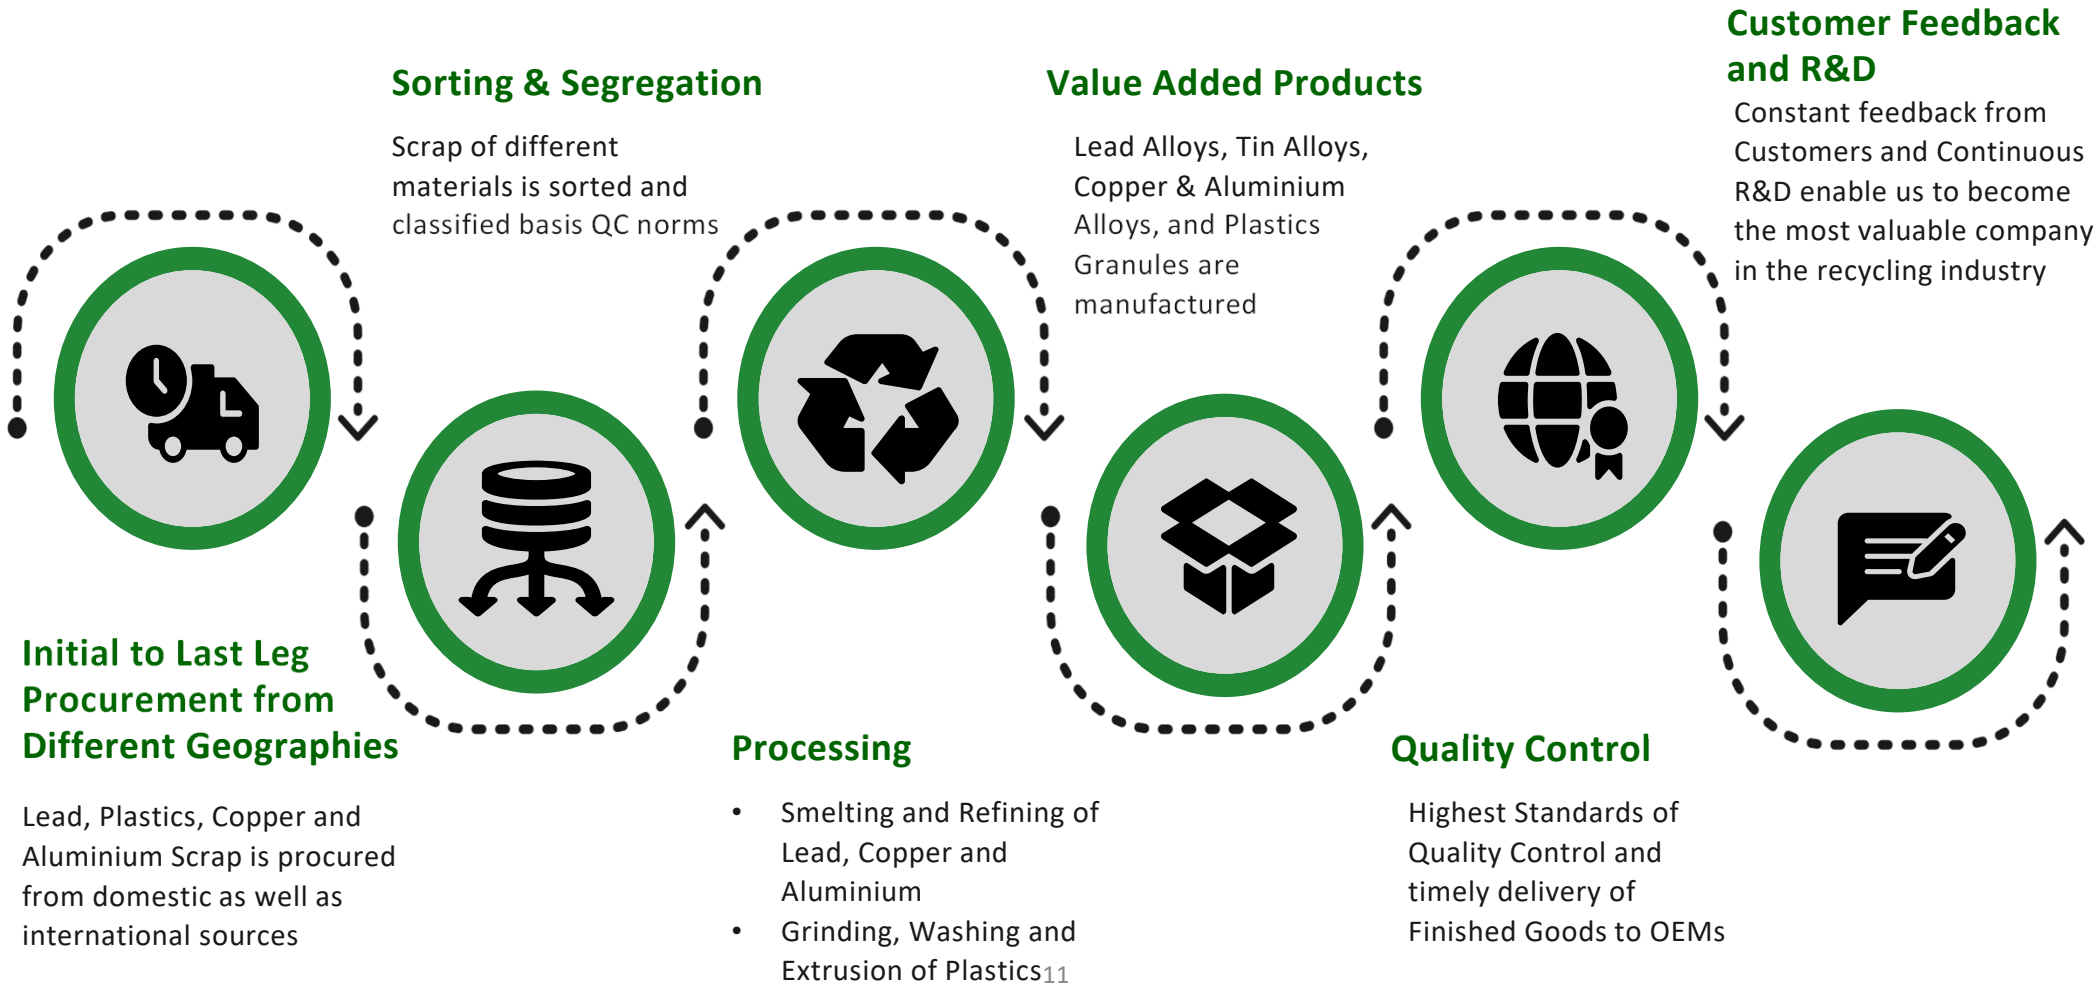 Initial to Last Leg
Procurement from
Different Geographies
Lead, Plastics, Copper and
Aluminium Scrap is procured
from domestic as well as
international sources
Sorting & Segregation
Scrap of different
materials is sorted and
classified basis QC norms
Processing
• Smelting and Refining of
Lead, Copper and
Aluminium
• Grinding, Washing and
Extrusion of Plastics
11
Value Added Products
Lead Alloys, Tin Alloys,
Copper & Aluminium
Alloys, and Plastics
Granules are
manufactured
Quality Control
Highest Standards of
Quality Control and
timely delivery of
Finished Goods to OEMs
Customer Feedback
and R&D
Constant feedback from
Customers and Continuous
R&D enable us to become
the most valuable company
in the recycling industry